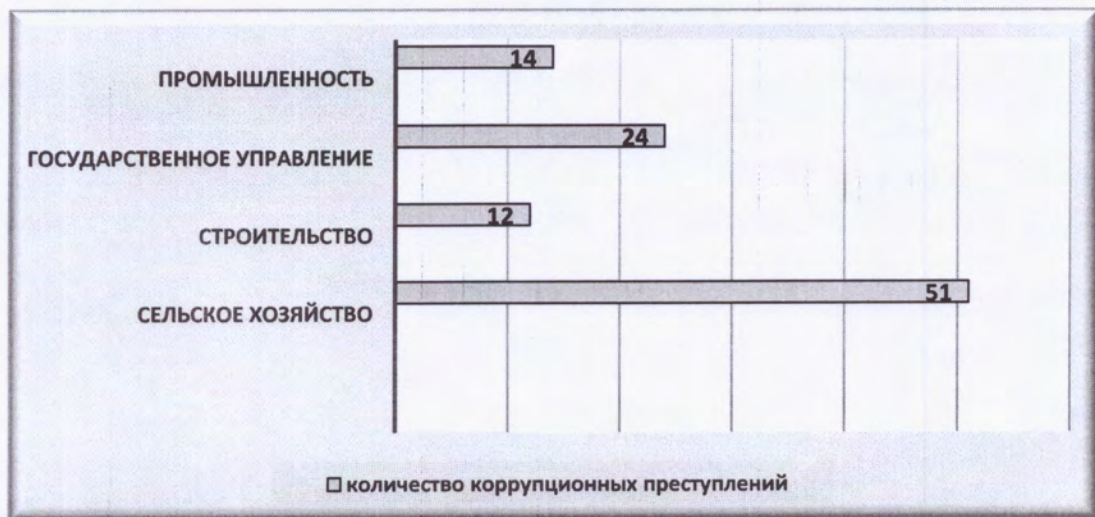 ПРОМЫШЛЕННОСТЬ 14
ГОСУДАРСТВЕННОЕ УПРАВЛЕНИЕ 24
СТРОИТЕЛЬСТВО 12
СЕЛЬСКОЕ ХОЗЯЙСТВО 51
количество коррупционных преступлений